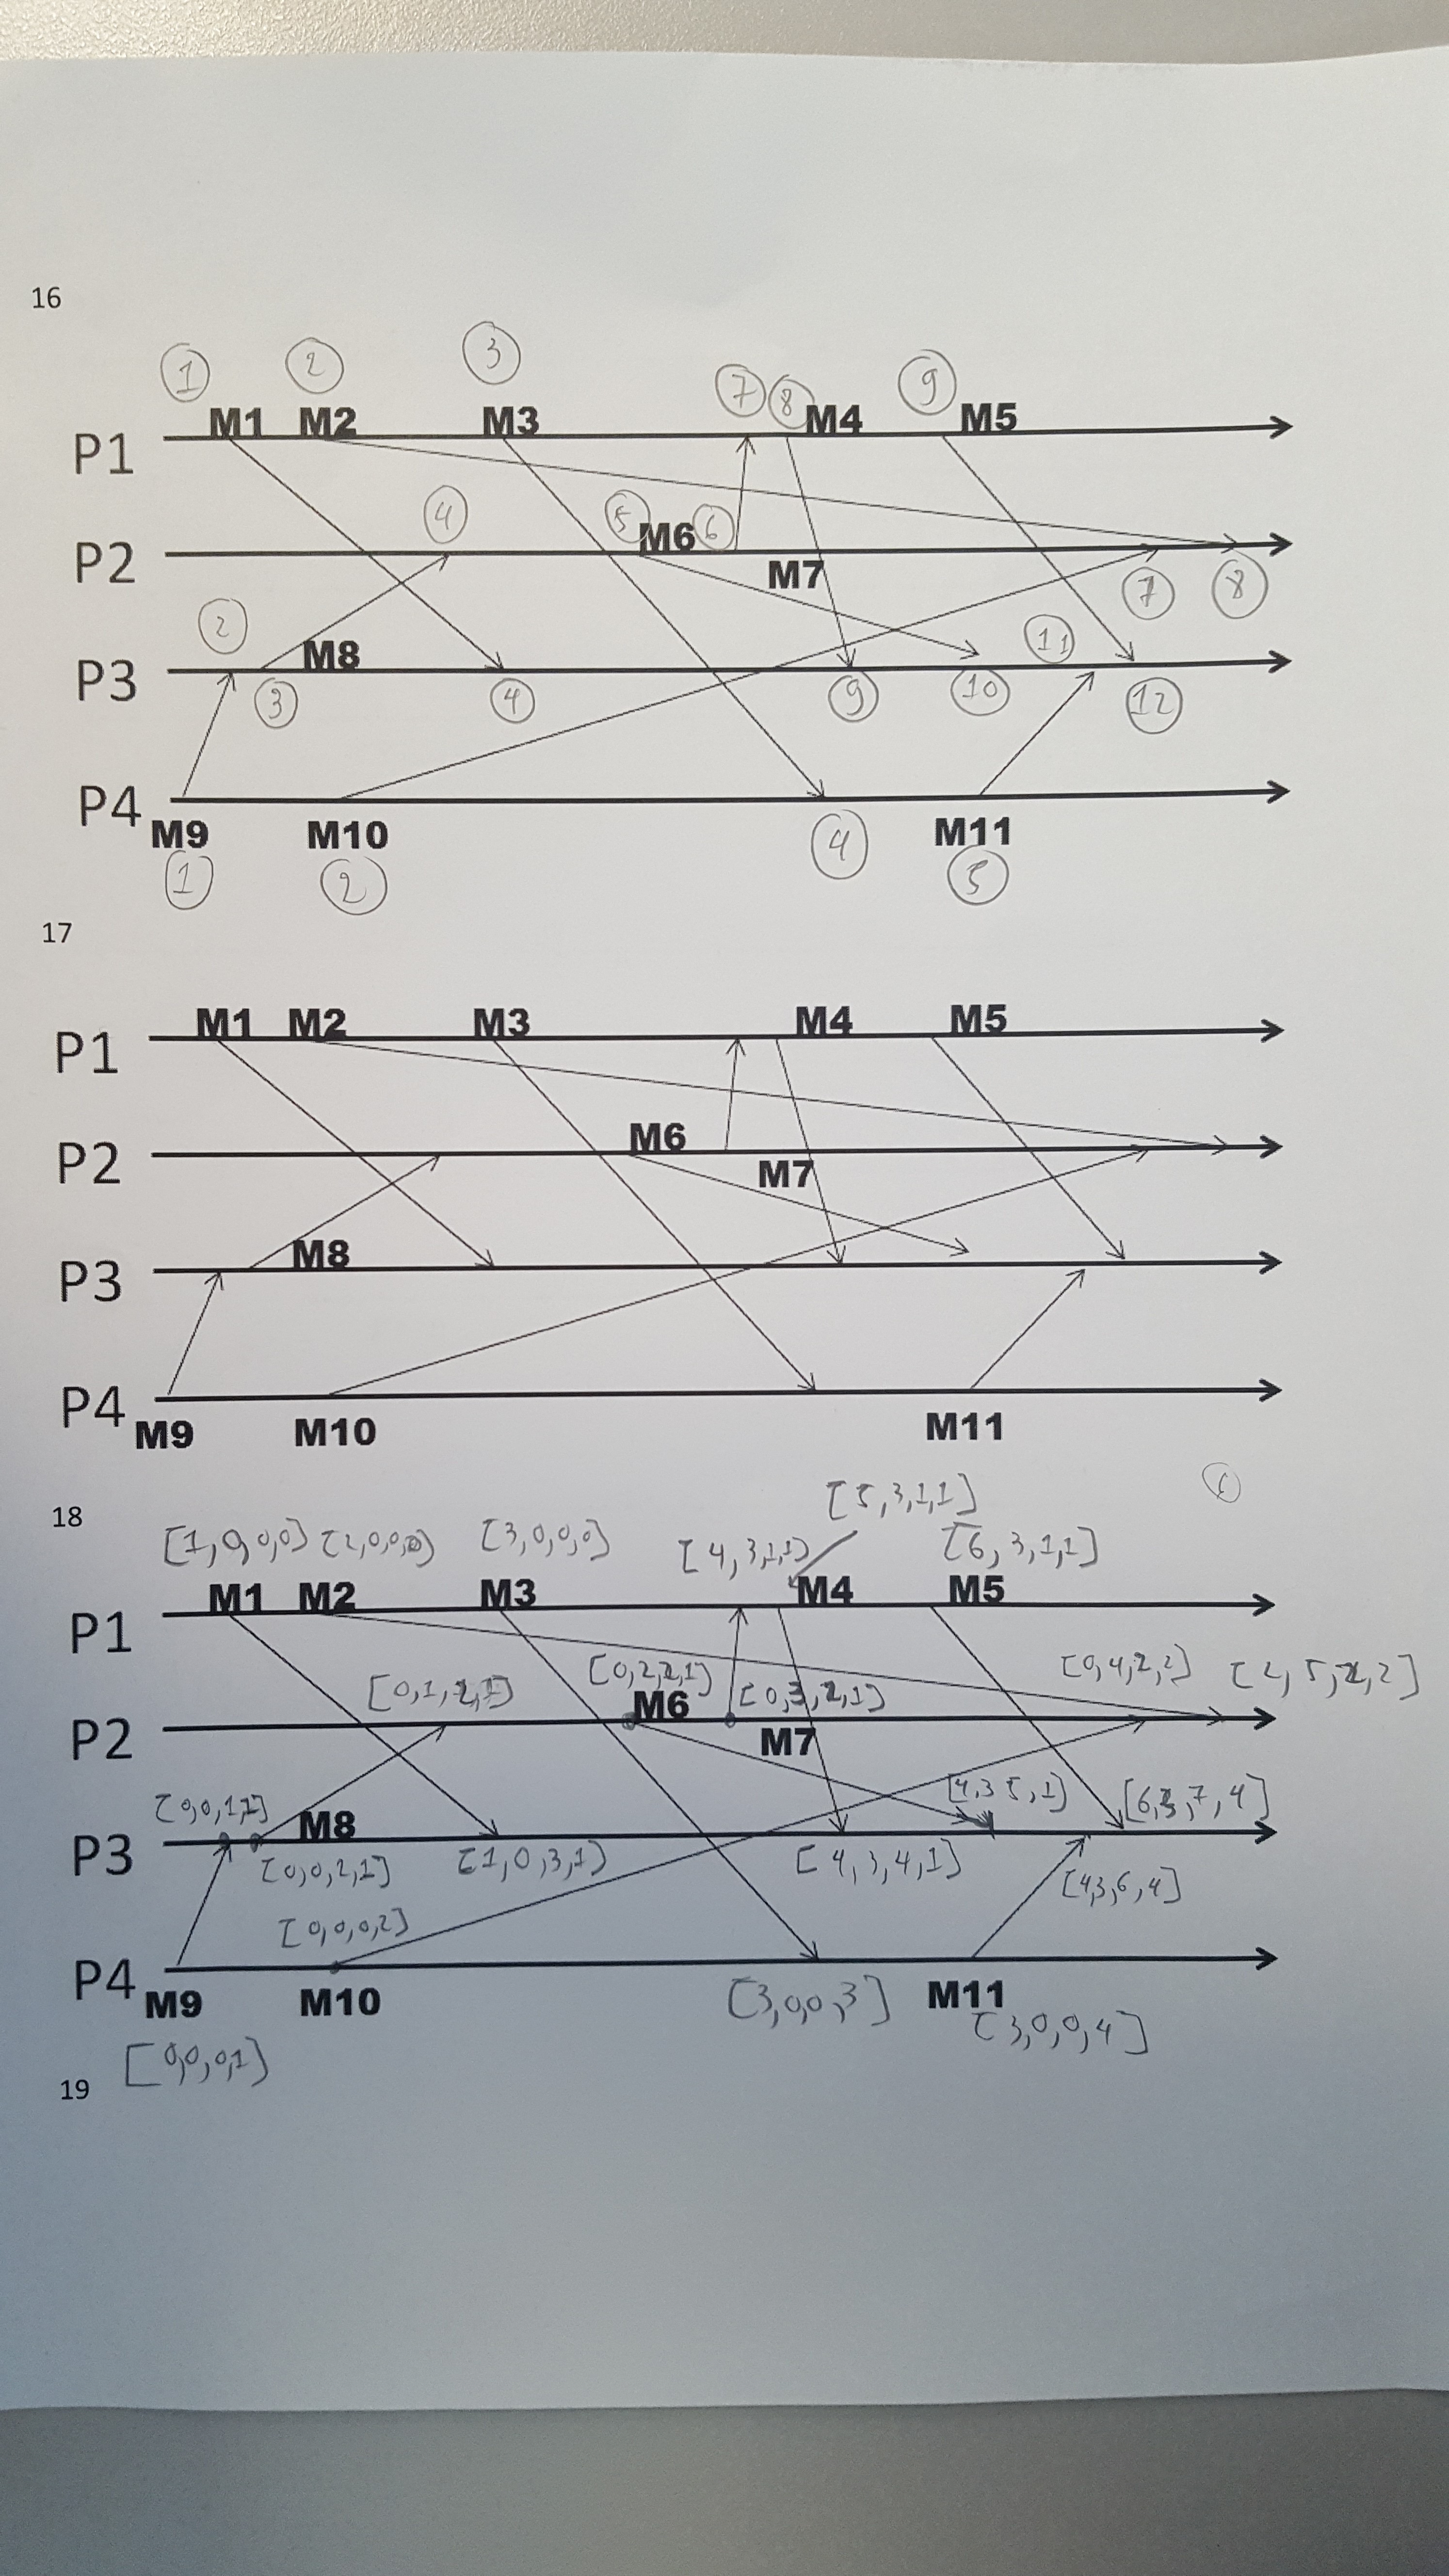 16
1 2 3 7 8 9
M1 M2 M3 M4 M5
P1
4 5 M6 6
P2
M7
7 8
2 M8 11
P3
3 4 9 10 12
P4
M9 M10 M11
1 2 4 5
17
M1 M2 M3 M4 M5
P1
M6
P2
M7
M8
P3
P4
M9 M10 M11
18
[5,3,1,1]
[1,0,0,0] [2,0,0,0] [3,0,0,0] [4,3,1,1] [6,3,1,1]
M1 M2 M3 M4 M5
P1
[0,2,2,1] [0,4,2,2] [2,5,2,2]
[0,1,2,1] M6 [0,3,2,1]
P2
M7
[0,0,1,1] [4,3,5,1] [6,3,7,4]
M8
P3
[0,0,2,1] [1,0,3,1] [4,3,4,1] [4,3,6,4]
[0,0,0,2]
P4
M9 M10 [3,0,0,3] M11
[3,0,0,4]
[0,0,0,1]
19